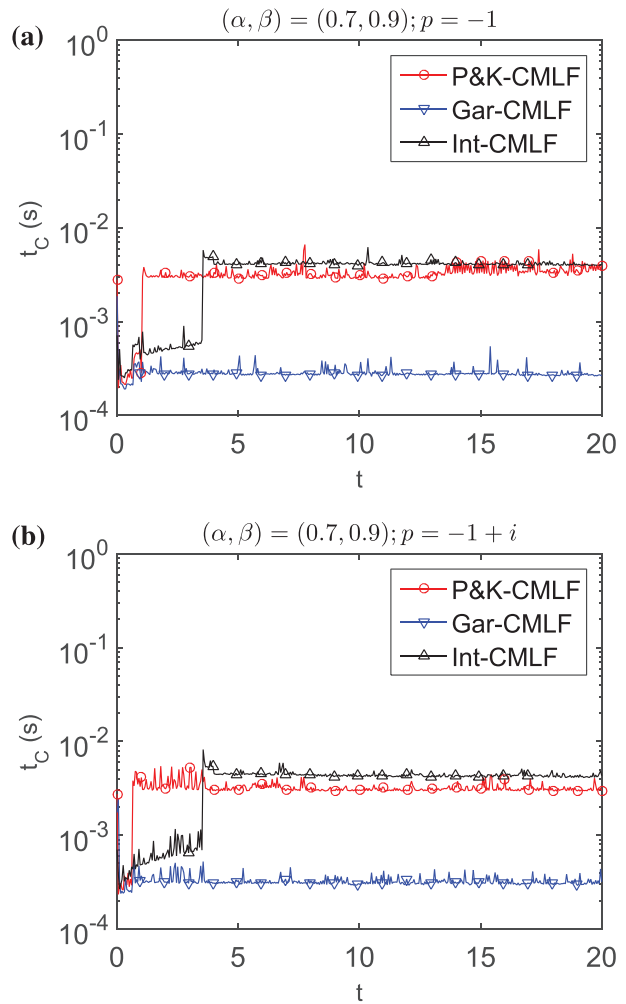 (α, β) = (0.7, 0.9); p = −1
(a)
10^0
P&K-CMLF
Gar-CMLF
Int-CMLF
10^-1
10^-2
10^-3
10^-4
t_C (s)
0 5 10 15 20
t
(b)
(α, β) = (0.7, 0.9); p = −1 + i
10^0
P&K-CMLF
Gar-CMLF
Int-CMLF
10^-1
10^-2
10^-3
10^-4
t_C (s)
0 5 10 15 20
t